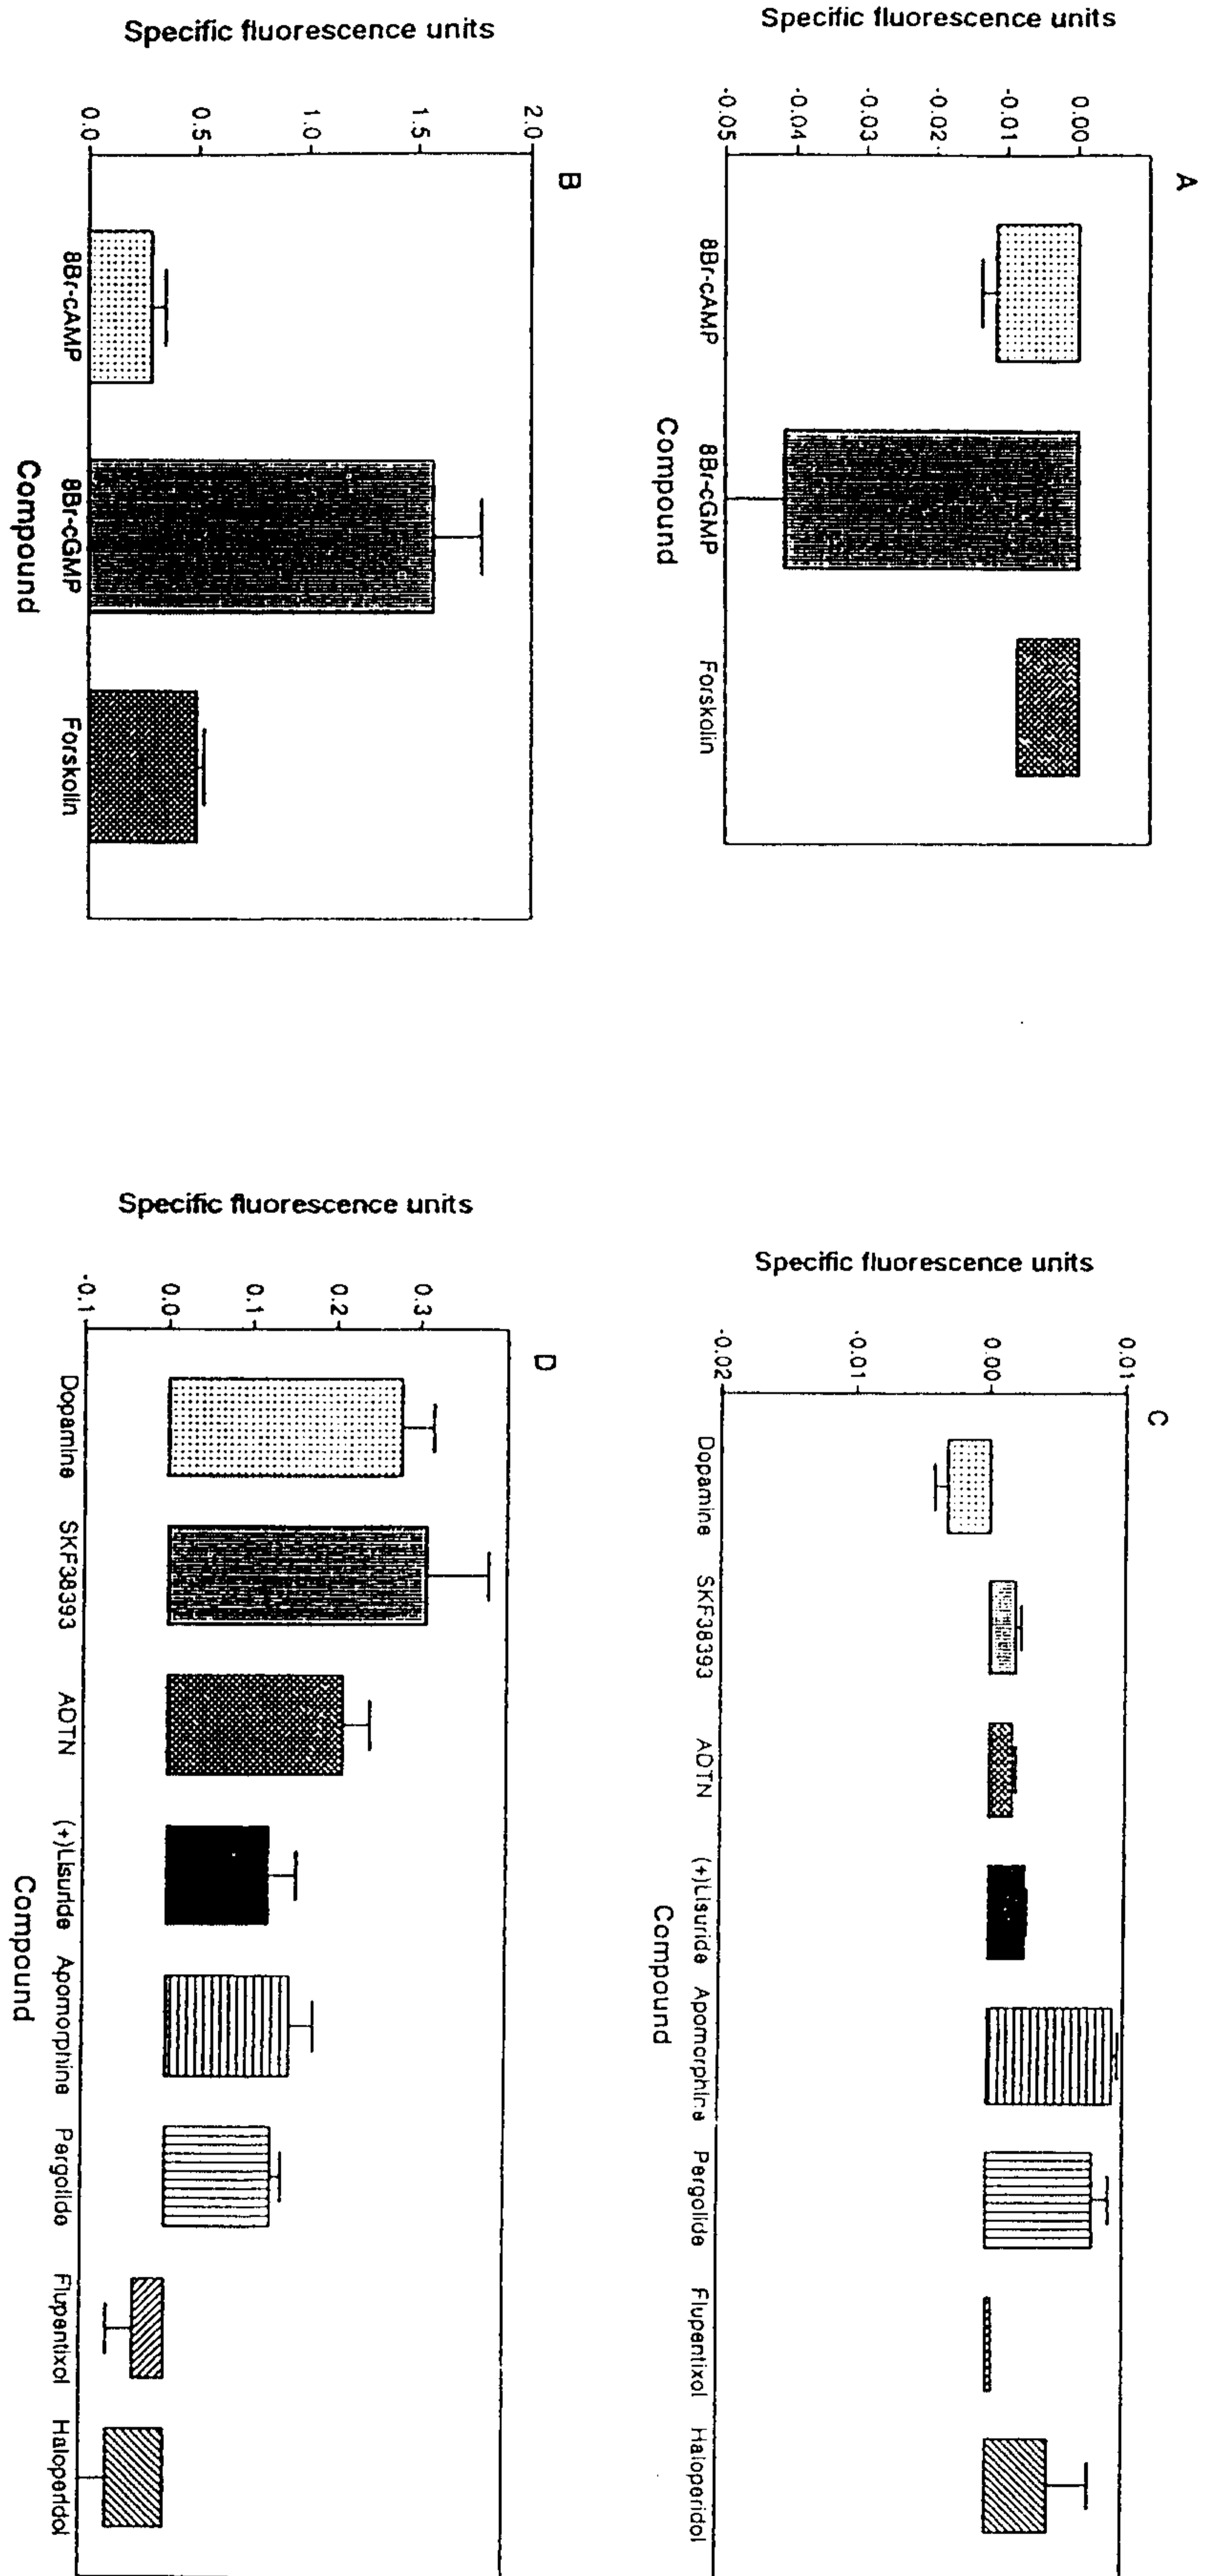 A
Specific fluorescence units
0.00
-0.01
-0.02
-0.03
-0.04
-0.05
8Br-cAMP 8Br-cGMP Forskolin
Compound
B
Specific fluorescence units
2.0
1.5
1.0
0.5
0.0
8Br-cAMP 8Br-cGMP Forskolin
Compound
C
Specific fluorescence units
0.01
0.00
-0.01
-0.02
Dopamine SKF38393 ADTN (+)Lisuride Apomorphine Pergolide Flupentixol Haloperidol
Compound
D
Specific fluorescence units
0.3
0.2
0.1
0.0
-0.1
Dopamine SKF38393 ADTN (+)Lisuride Apomorphine Pergolide Flupentixol Haloperidol
Compound